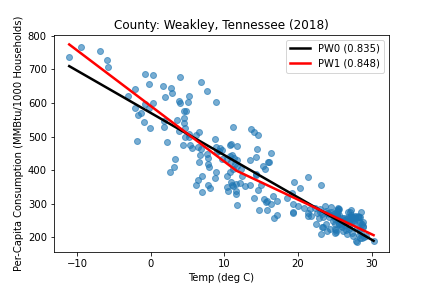 County: Weakley, Tennessee (2018)
Per-Capita Consumption (MMBtu/1000 Households)
800
700
600
500
400
300
200
PW0 (0.835)
PW1 (0.848)
−10 0 10 20 30
Temp (deg C)